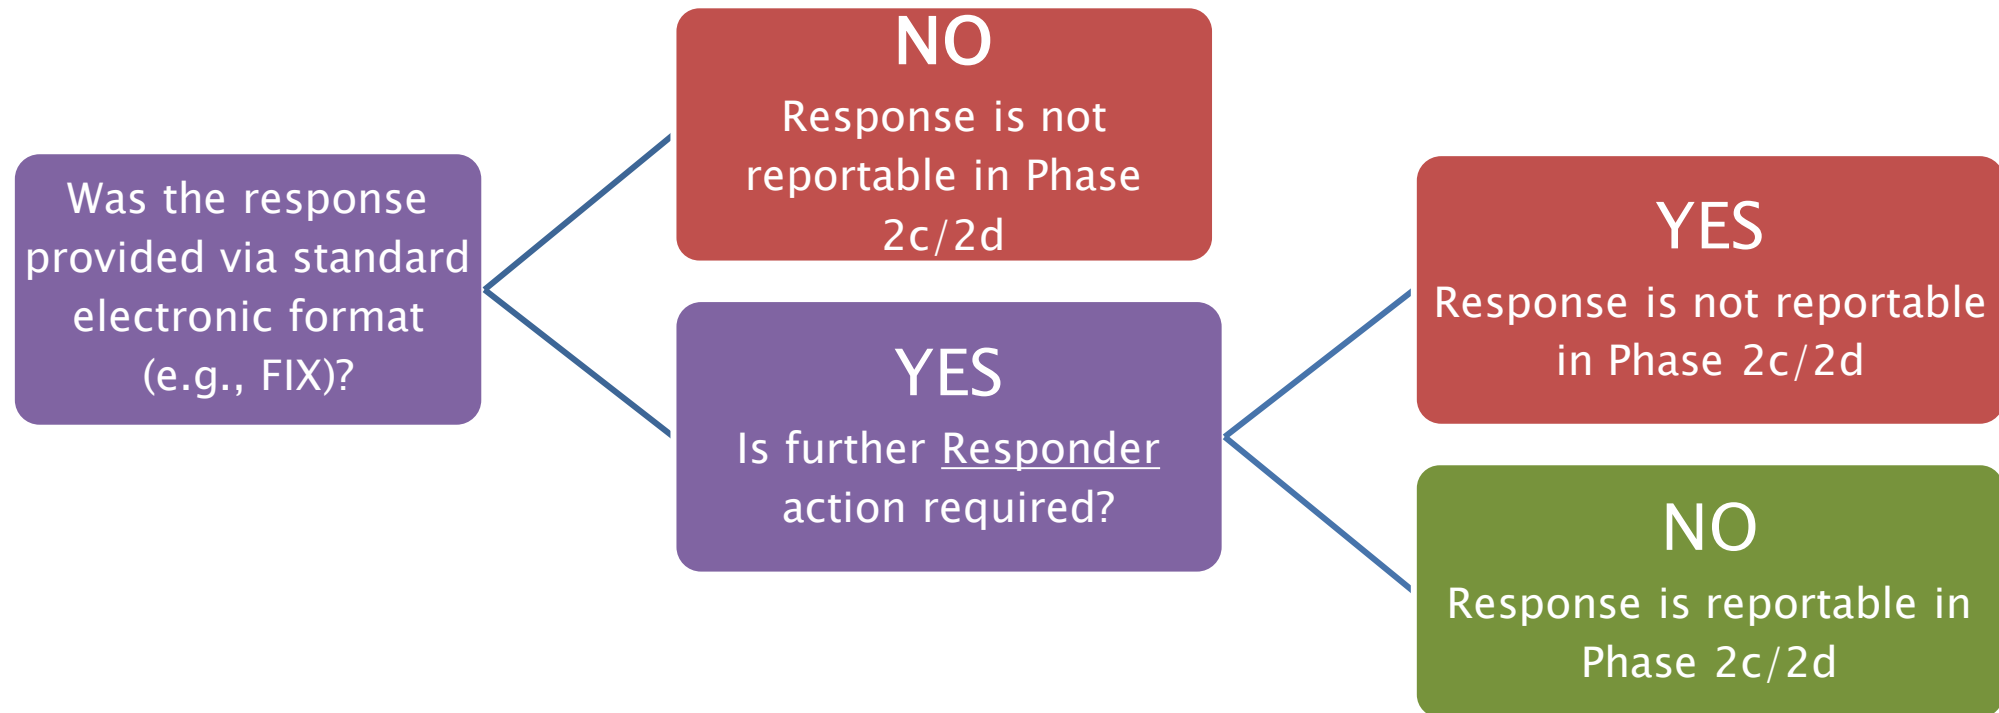 Was the response
provided via standard
electronic format
(e.g., FIX)?
NO
Response is not
reportable in Phase
2c/2d
YES
Is further Responder
action required?
YES
Response is not reportable
in Phase 2c/2d
NO
Response is reportable in
Phase 2c/2d